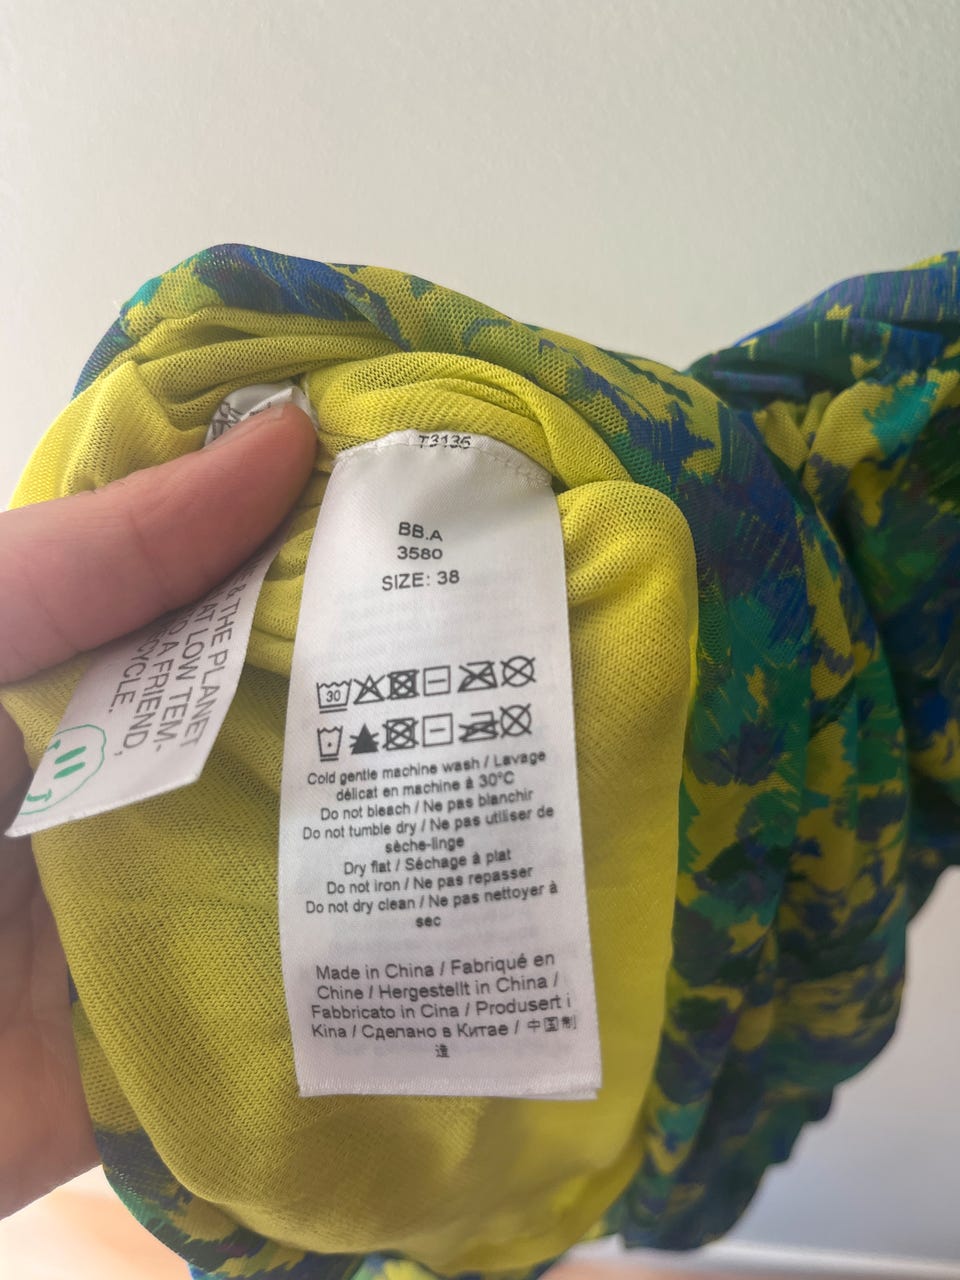 T3135
BB.A
3580
SIZE: 38
30
Cold gentle machine wash / Lavage
délicat en machine à 30°C
Do not bleach / Ne pas blanchir
Do not tumble dry / Ne pas utiliser de
sèche-linge
Dry flat / Séchage à plat
Do not iron / Ne pas repasser
Do not dry clean / Ne pas nettoyer à
sec
Made in China / Fabriqué en
Chine / Hergestellt in China /
Fabbricato in Cina / Produsert i
Kina / Сделано в Китае / 中国制
造
& THE PLANET
AT LOW TEM-
TO A FRIEND,